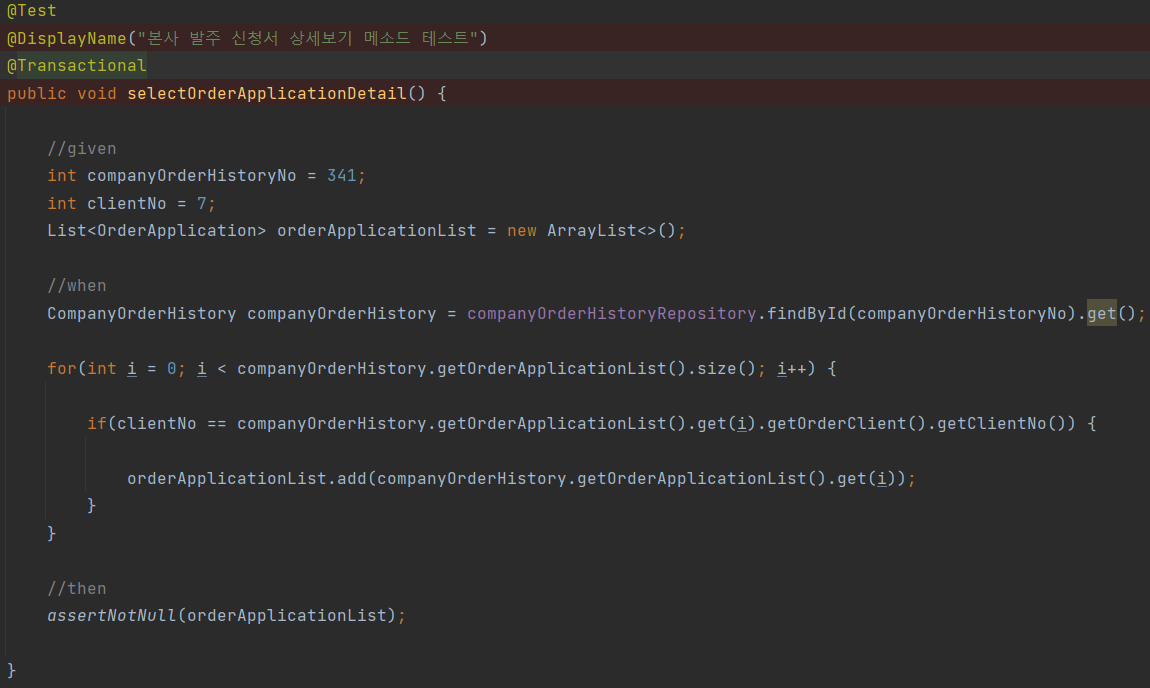 @Test
@DisplayName("본사 발주 신청서 상세보기 메소드 테스트")
@Transactional
public void selectOrderApplicationDetail() {
//given
int companyOrderHistoryNo = 341;
int clientNo = 7;
List<OrderApplication> orderApplicationList = new ArrayList<>();
//when
CompanyOrderHistory companyOrderHistory = companyOrderHistoryRepository.findById(companyOrderHistoryNo).get();
for(int i = 0; i < companyOrderHistory.getOrderApplicationList().size(); i++) {
if(clientNo == companyOrderHistory.getOrderApplicationList().get(i).getOrderClient().getClientNo()) {
orderApplicationList.add(companyOrderHistory.getOrderApplicationList().get(i));
}
}
//then
assertNotNull(orderApplicationList);
}